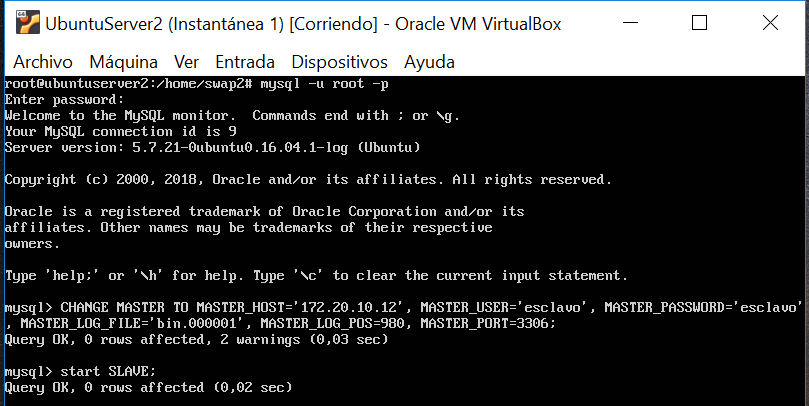 UbuntuServer2 (Instantánea 1) [Corriendo] - Oracle VM VirtualBox
Archivo Máquina Ver Entrada Dispositivos Ayuda
root@ubuntuserver2:/home/swap2# mysql -u root -p
Enter password:
Welcome to the MySQL monitor.  Commands end with ; or \g.
Your MySQL connection id is 9
Server version: 5.7.21-0ubuntu0.16.04.1-log (Ubuntu)
Copyright (c) 2000, 2018, Oracle and/or its affiliates. All rights reserved.
Oracle is a registered trademark of Oracle Corporation and/or its
affiliates. Other names may be trademarks of their respective
owners.
Type 'help;' or '\h' for help. Type '\c' to clear the current input statement.
mysql> CHANGE MASTER TO MASTER_HOST='172.20.10.12', MASTER_USER='esclavo', MASTER_PASSWORD='esclavo'
, MASTER_LOG_FILE='bin.000001', MASTER_LOG_POS=980, MASTER_PORT=3306;
Query OK, 0 rows affected, 2 warnings (0,03 sec)
mysql> start SLAVE;
Query OK, 0 rows affected (0,02 sec)